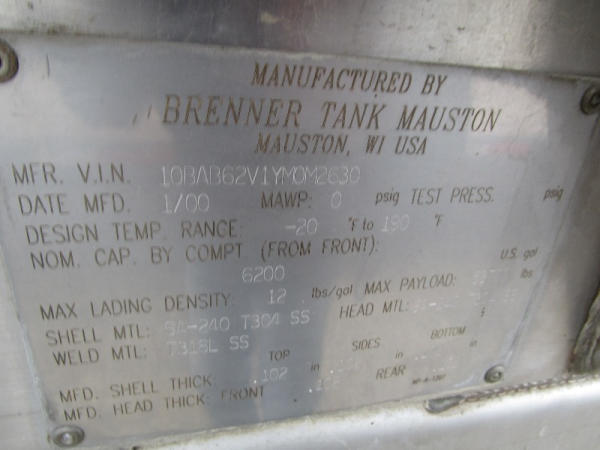 MANUFACTURED BY
BRENNER TANK MAUSTON
MAUSTON, WI USA
MFR. V.I.N. 10BAB62V1YM0M2630
DATE MFD. 1/00 MAWP: 0 psig TEST PRESS. psig
DESIGN TEMP. RANGE: -20 °F to 190 °F
NOM. CAP. BY COMPT (FROM FRONT): U.S. gal
6200
MAX LADING DENSITY: 12 lbs/gal MAX PAYLOAD: lbs
SHELL MTL: SA-240 T304 SS HEAD MTL:
WELD MTL: SS
TOP SIDES BOTTOM
MFD. SHELL THICK: .102 in
MFD. HEAD THICK: FRONT REAR